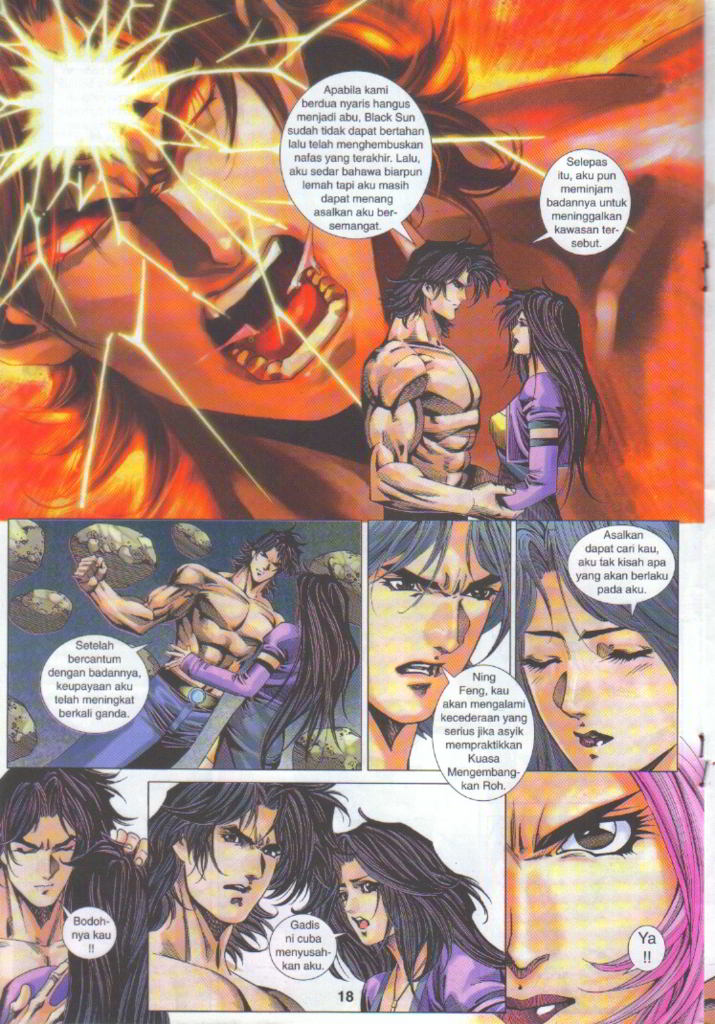 Apabila kami
berdua nyaris hangus
menjadi abu, Black Sun
sudah tidak dapat bertahan
lalu telah menghembuskan
nafas yang terakhir. Lalu,
aku sedar bahawa biarpun
lemah tapi aku masih
dapat menang
asalkan aku ber-
semangat.
Selepas
itu, aku pun
meminjam
badannya untuk
meninggalkan
kawasan ter-
sebut.
Setelah
bercantum
dengan badannya,
keupayaan aku
telah meningkat
berkali ganda.
Ning
Feng, kau
akan mengalami
kecederaan yang
serius jika asyik
mempraktikkan
Kuasa
Mengembang-
kan Roh.
Asalkan
dapat cari kau,
aku tak kisah apa
yang akan berlaku
pada aku.
Bodoh-
nya kau
!!
Gadis
ni cuba
menyusah-
kan aku.
Ya
!!
18